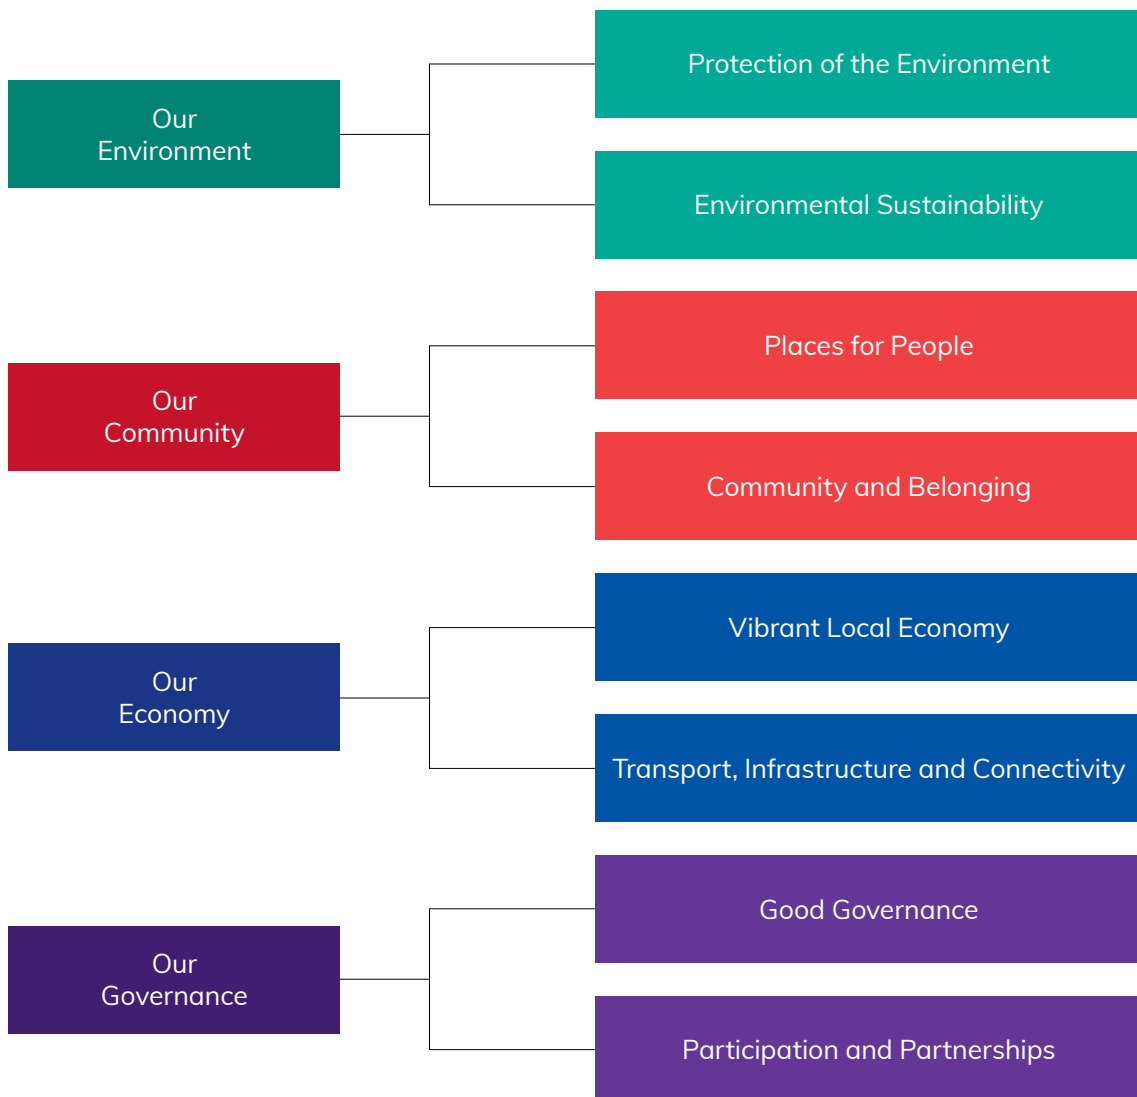 Our
Environment
Protection of the Environment
Environmental Sustainability
Our
Community
Places for People
Community and Belonging
Our
Economy
Vibrant Local Economy
Transport, Infrastructure and Connectivity
Our
Governance
Good Governance
Participation and Partnerships